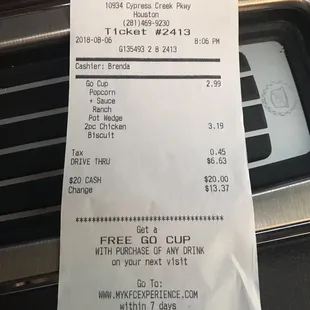 10934 Cypress Creek Pkwy
Houston
(281)469-9230
Ticket #2413
2018-08-06 8:06 PM
G135493 2 8 2413
Cashier: Brenda
Go Cup 2.99
Popcorn
+ Sauce
Ranch
Pot Wedge
2pc Chicken 3.19
Biscuit
Tax 0.45
DRIVE THRU $6.63
$20 CASH $20.00
Change $13.37
Get a
FREE GO CUP
WITH PURCHASE OF ANY DRINK
on your next visit
Go To:
WWW.MYKFCEXPERIENCE.COM
within 7 days